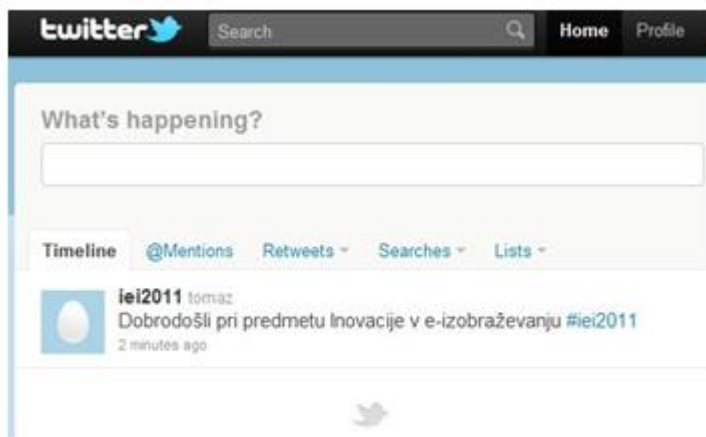 twitter Search Home Profile
What's happening?
Timeline @Mentions Retweets Searches Lists
iei2011 tomaz
Dobrodošli pri predmetu Inovacije v e-izobraževanju #iei2011
2 minutes ago